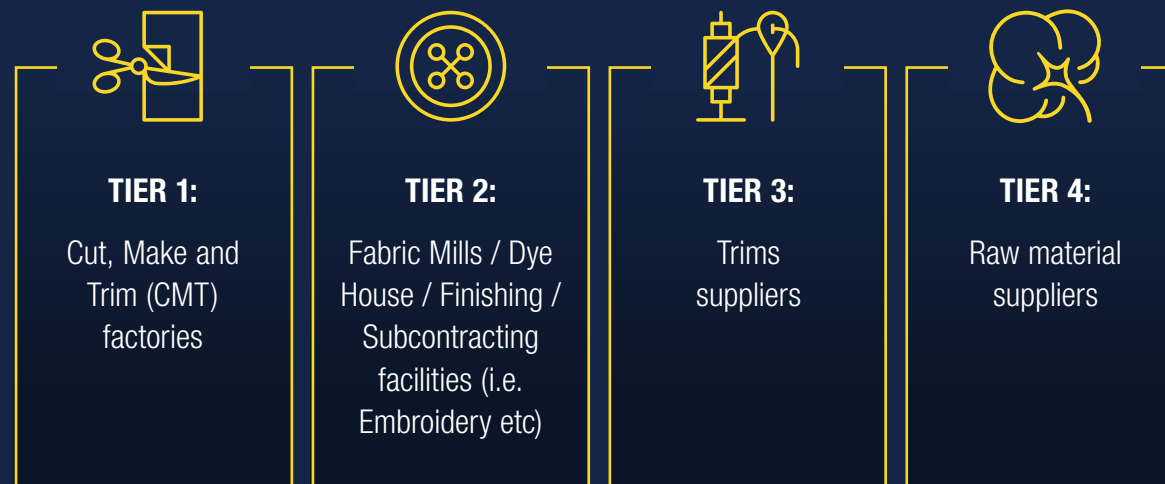 TIER 1:
Cut, Make and
Trim (CMT)
factories
TIER 2:
Fabric Mills / Dye
House / Finishing /
Subcontracting
facilities (i.e.
Embroidery etc)
TIER 3:
Trims
suppliers
TIER 4:
Raw material
suppliers